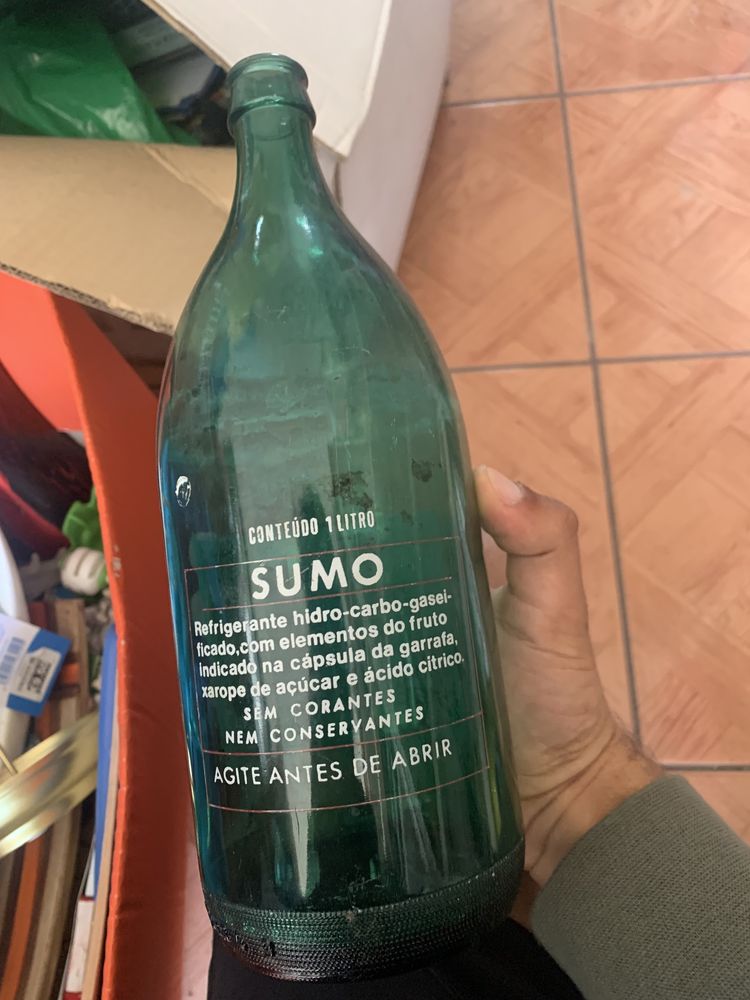 CONTEÚDO 1 LITRO
SUMO
Refrigerante hidro-carbo-gasei-
ficado,com elementos do fruto
Indicado na cápsula da garrafa,
xarope de açúcar e ácido cítrico.
SEM CORANTES
NEM CONSERVANTES
AGITE ANTES DE ABRIR